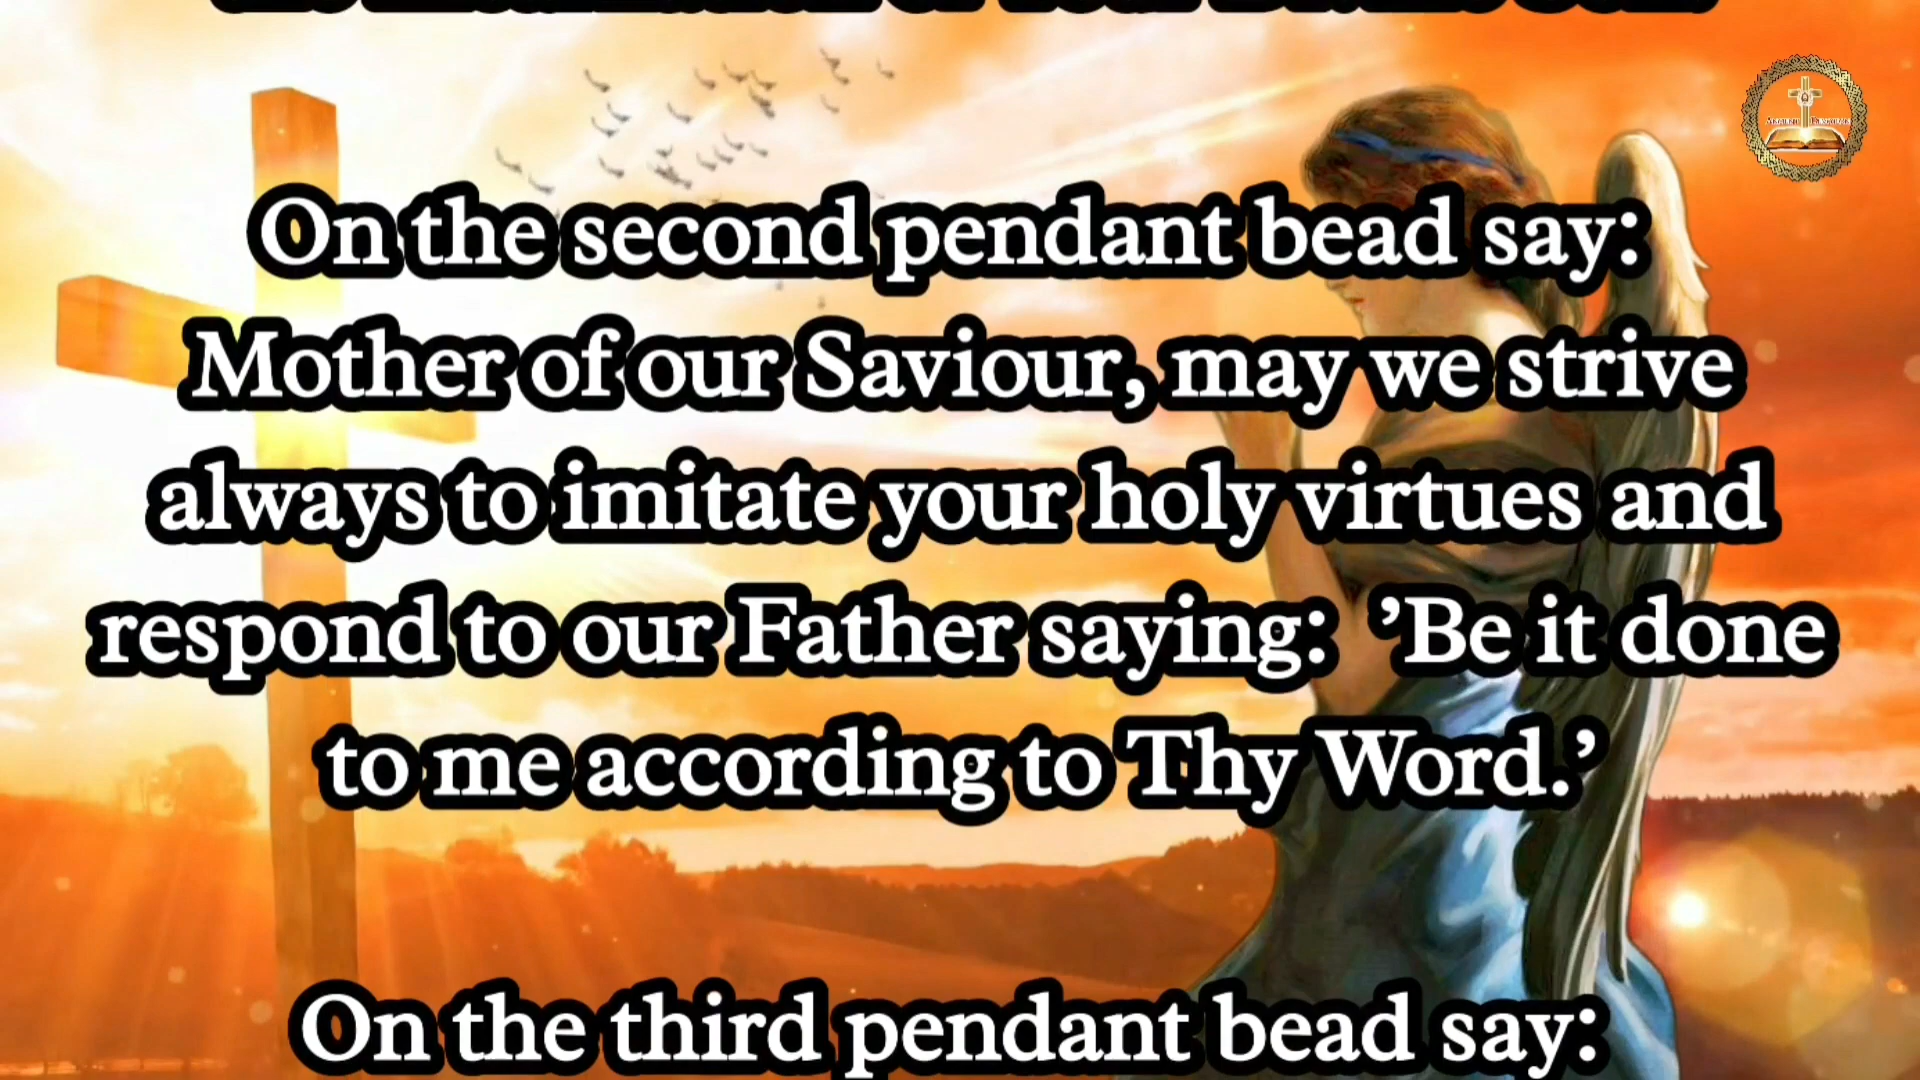 On the second pendant bead say:
Mother of our Saviour, may we strive
always to imitate your holy virtues and
respond to our Father saying: ’Be it done
to me according to Thy Word.’
On the third pendant bead say: